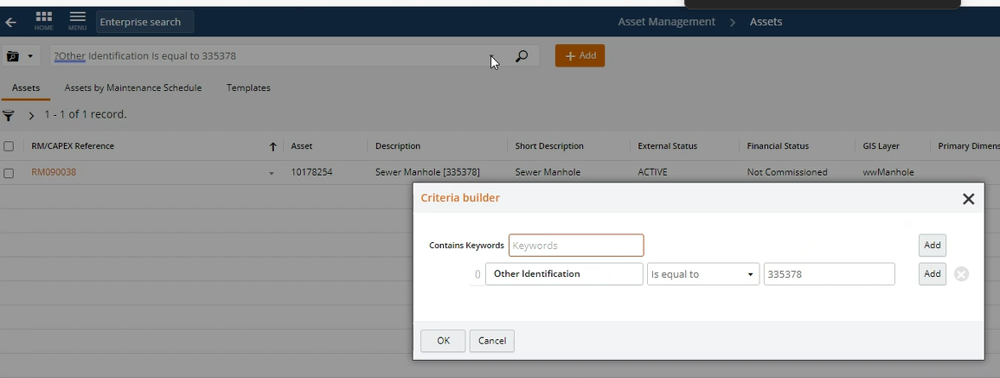 HOME
MENU
Enterprise search
Asset Management > Assets
?Other Identification Is equal to 335378
+ Add
Assets Assets by Maintenance Schedule Templates
> 1 - 1 of 1 record.
RM/CAPEX Reference ↑ Asset Description Short Description External Status Financial Status GIS Layer Primary Dimens
RM090038 10178254 Sewer Manhole [335378] Sewer Manhole ACTIVE Not Commissioned wwManhole
Criteria builder
Contains Keywords Keywords Add
() Other Identification Is equal to 335378 Add
OK Cancel